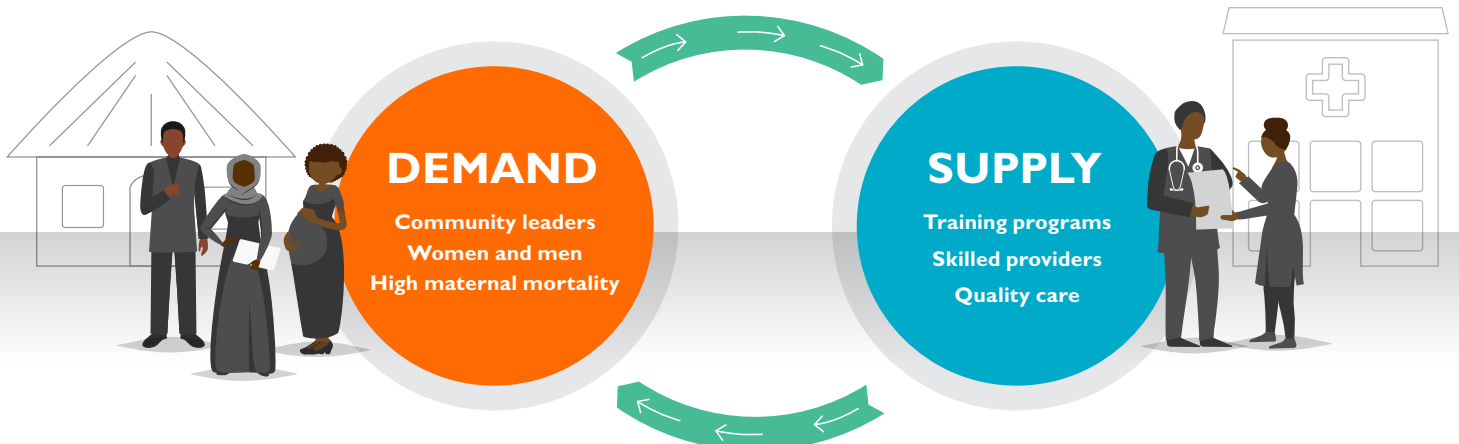 DEMAND
Community leaders
Women and men
High maternal mortality
SUPPLY
Training programs
Skilled providers
Quality care